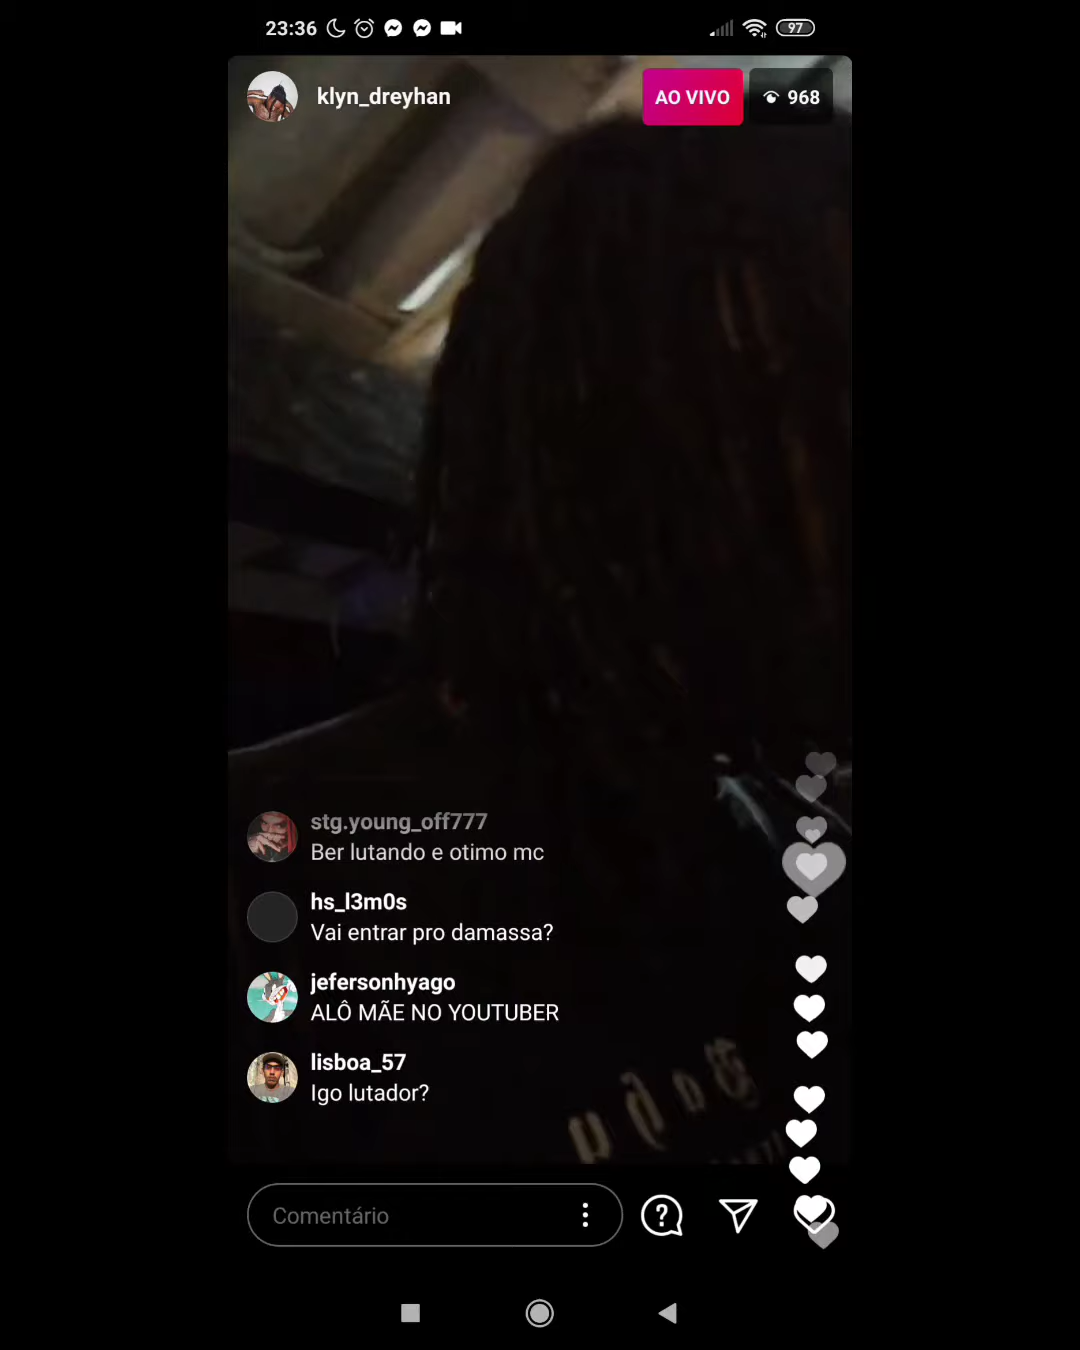 23:36
97
klyn_dreyhan
AO VIVO
968
stg.young_off777
Ber lutando e otimo mc
hs_l3m0s
Vai entrar pro damassa?
jefersonhyago
ALÔ MÃE NO YOUTUBER
lisboa_57
Igo lutador?
Comentário